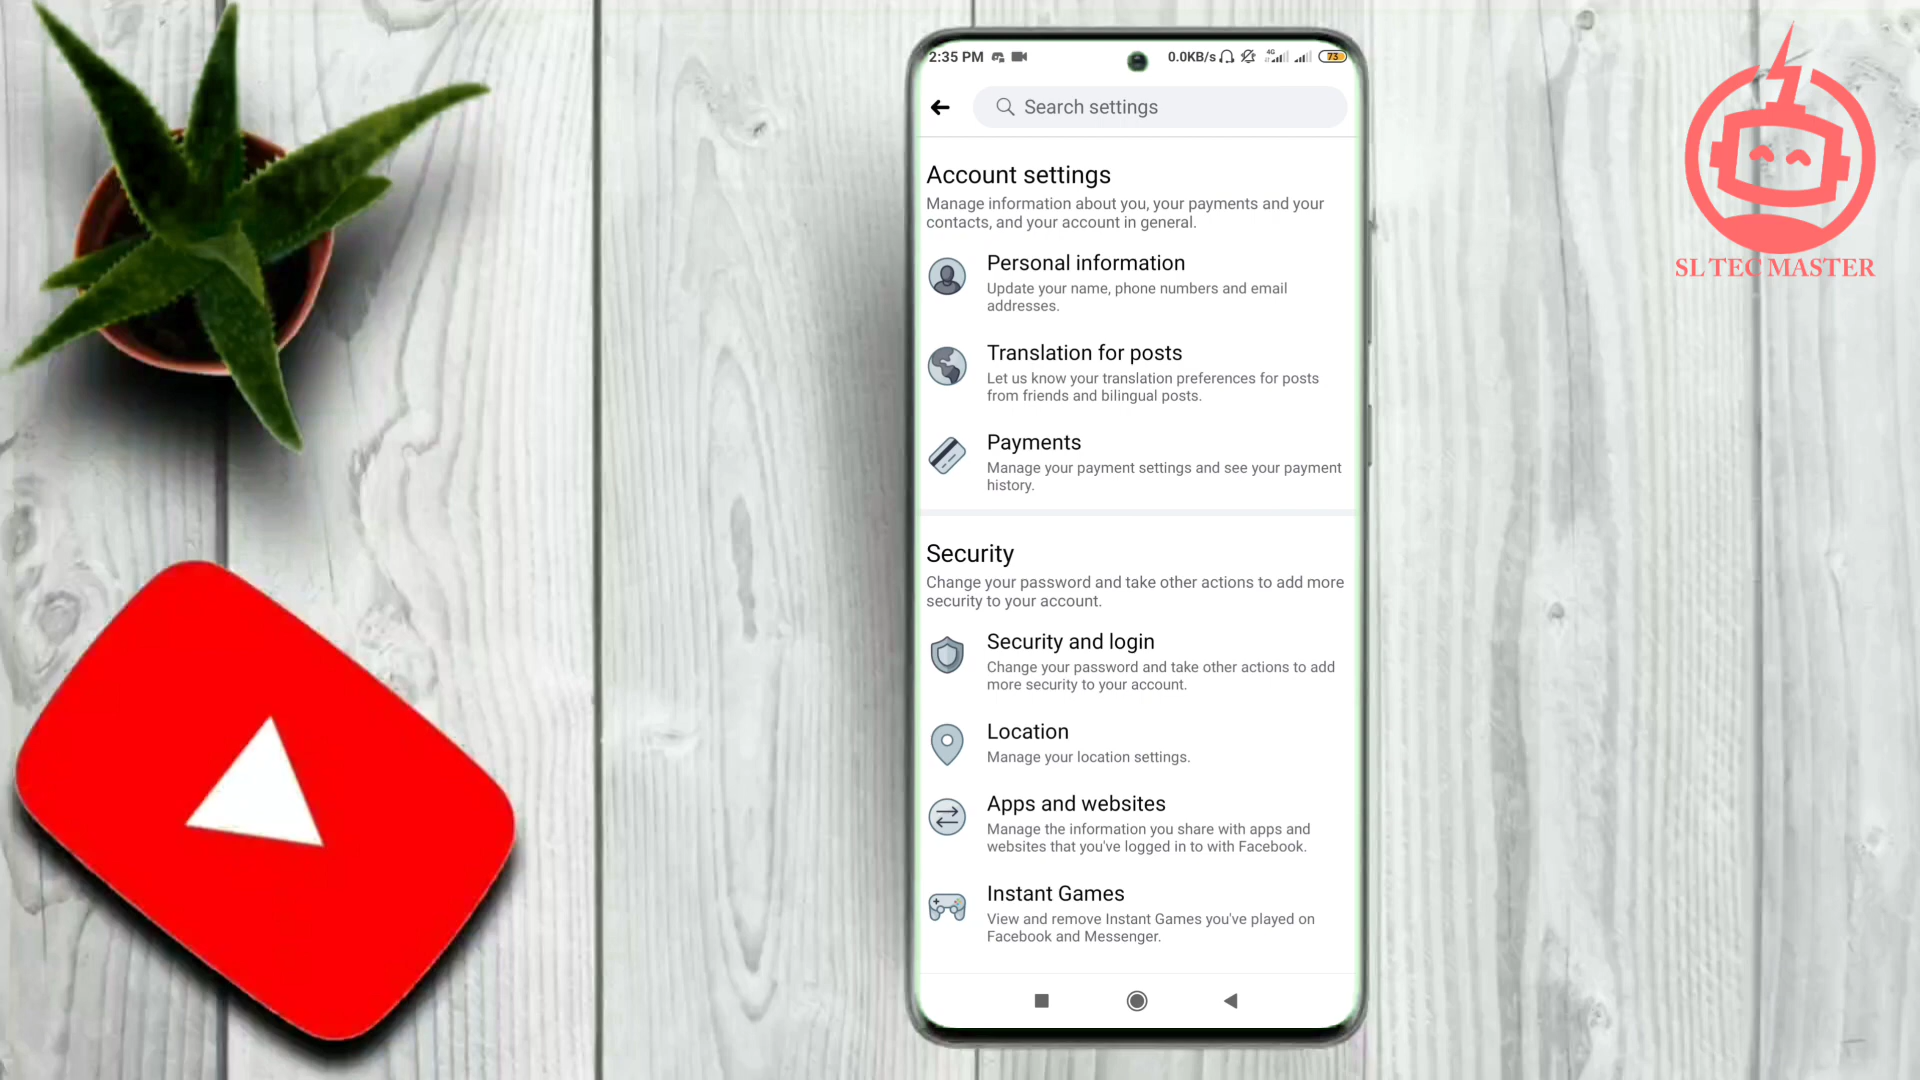 2:35 PM
0.0KB/s
4G
73
Search settings
Account settings
Manage information about you, your payments and your
contacts, and your account in general.
Personal information
Update your name, phone numbers and email
addresses.
Translation for posts
Let us know your translation preferences for posts
from friends and bilingual posts.
Payments
Manage your payment settings and see your payment
history.
Security
Change your password and take other actions to add more
security to your account.
Security and login
Change your password and take other actions to add
more security to your account.
Location
Manage your location settings.
Apps and websites
Manage the information you share with apps and
websites that you've logged in to with Facebook.
Instant Games
View and remove Instant Games you've played on
Facebook and Messenger.
SL TEC MASTER